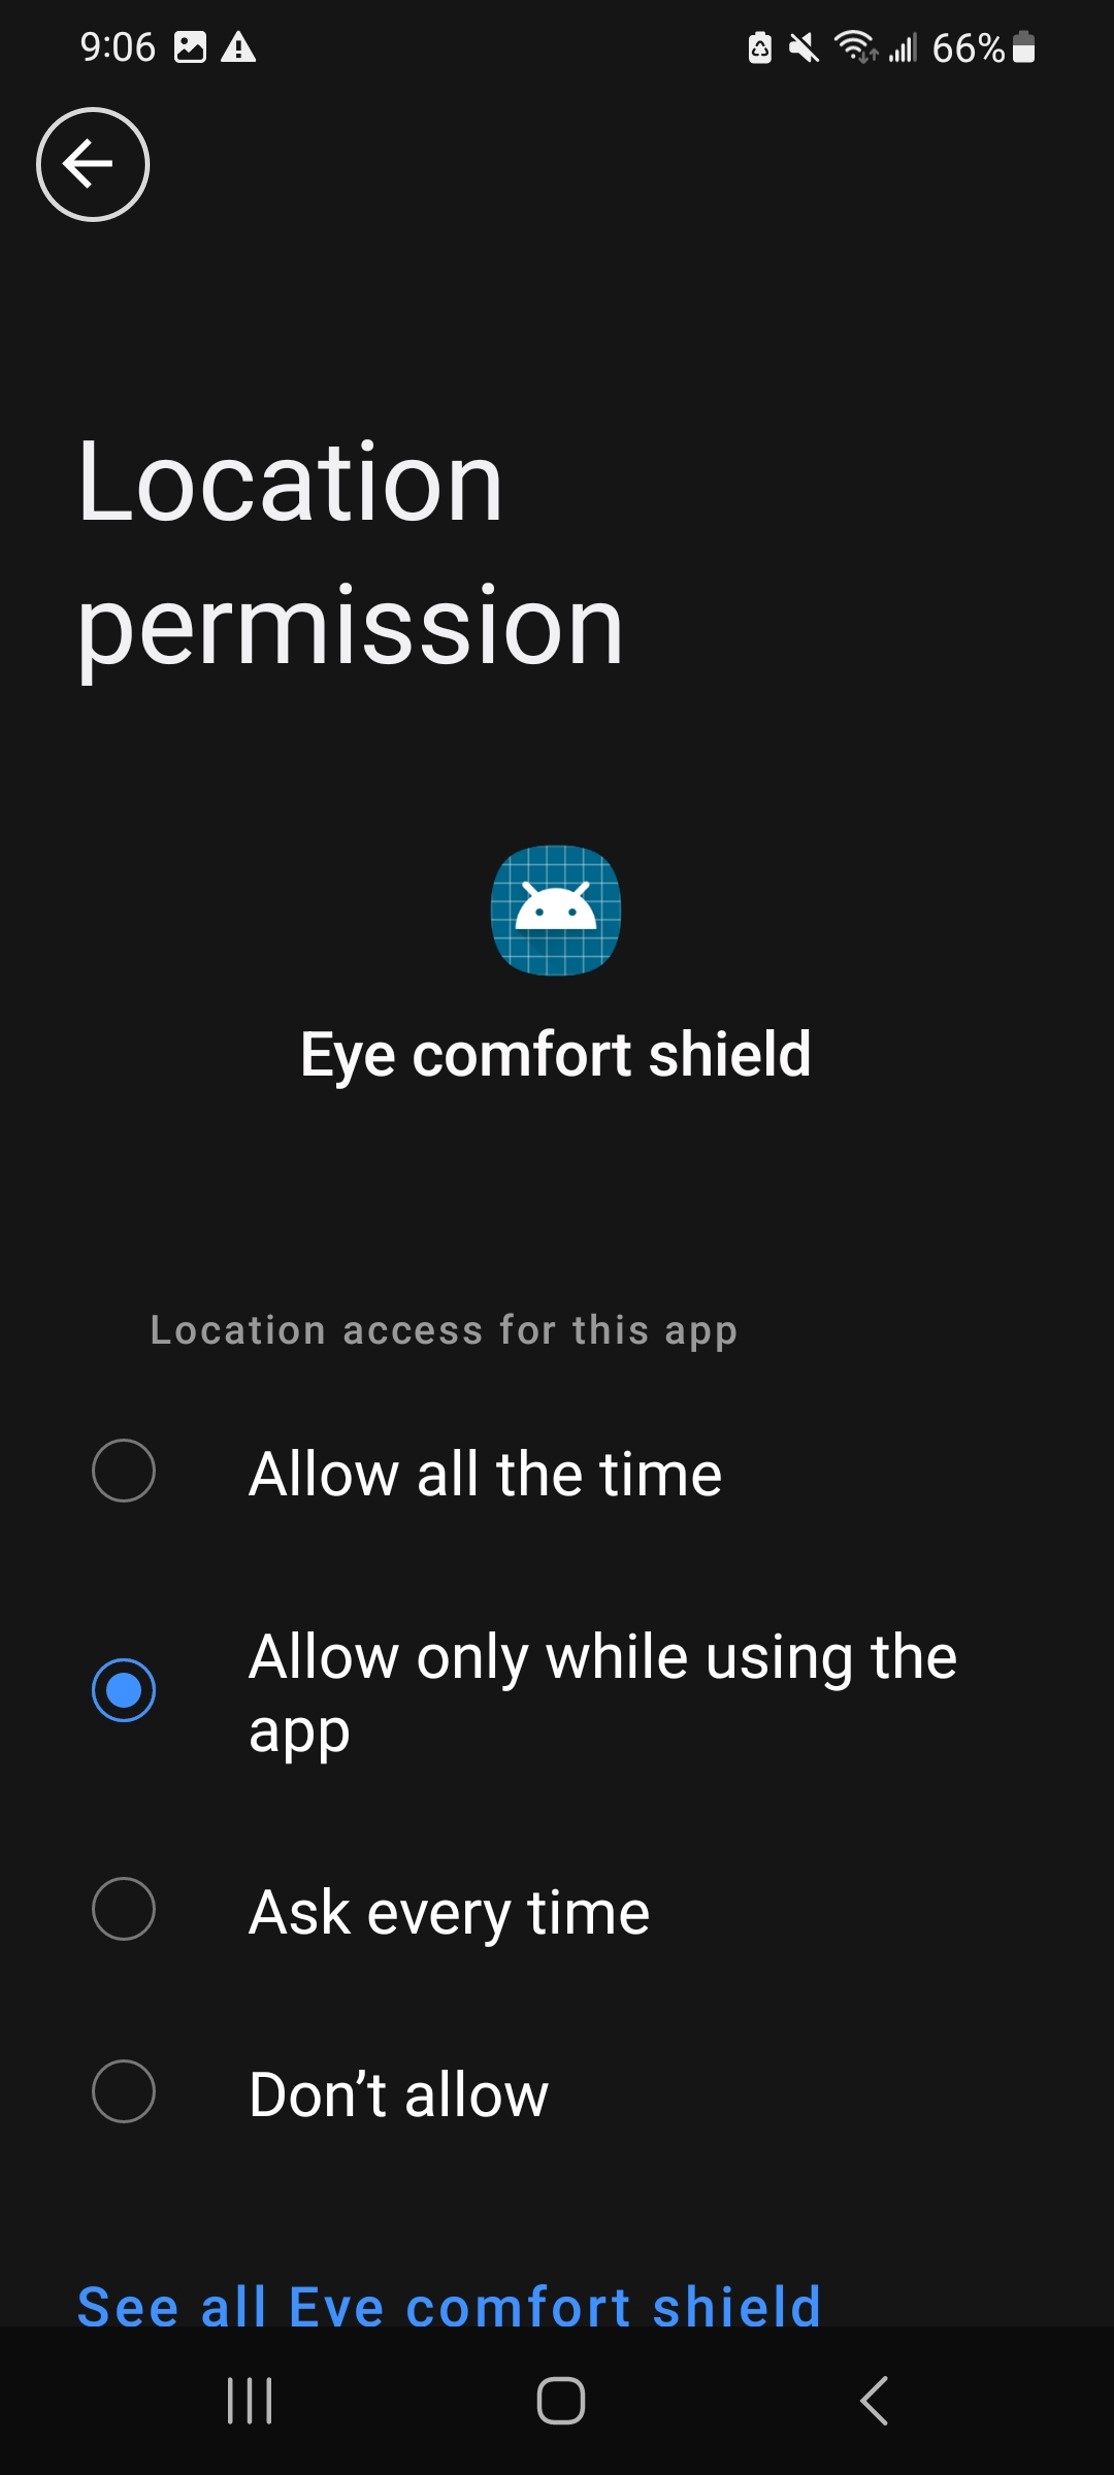 9:06
66%
Location
permission
Eye comfort shield
Location access for this app
Allow all the time
Allow only while using the
app
Ask every time
Don’t allow
See all Eye comfort shield